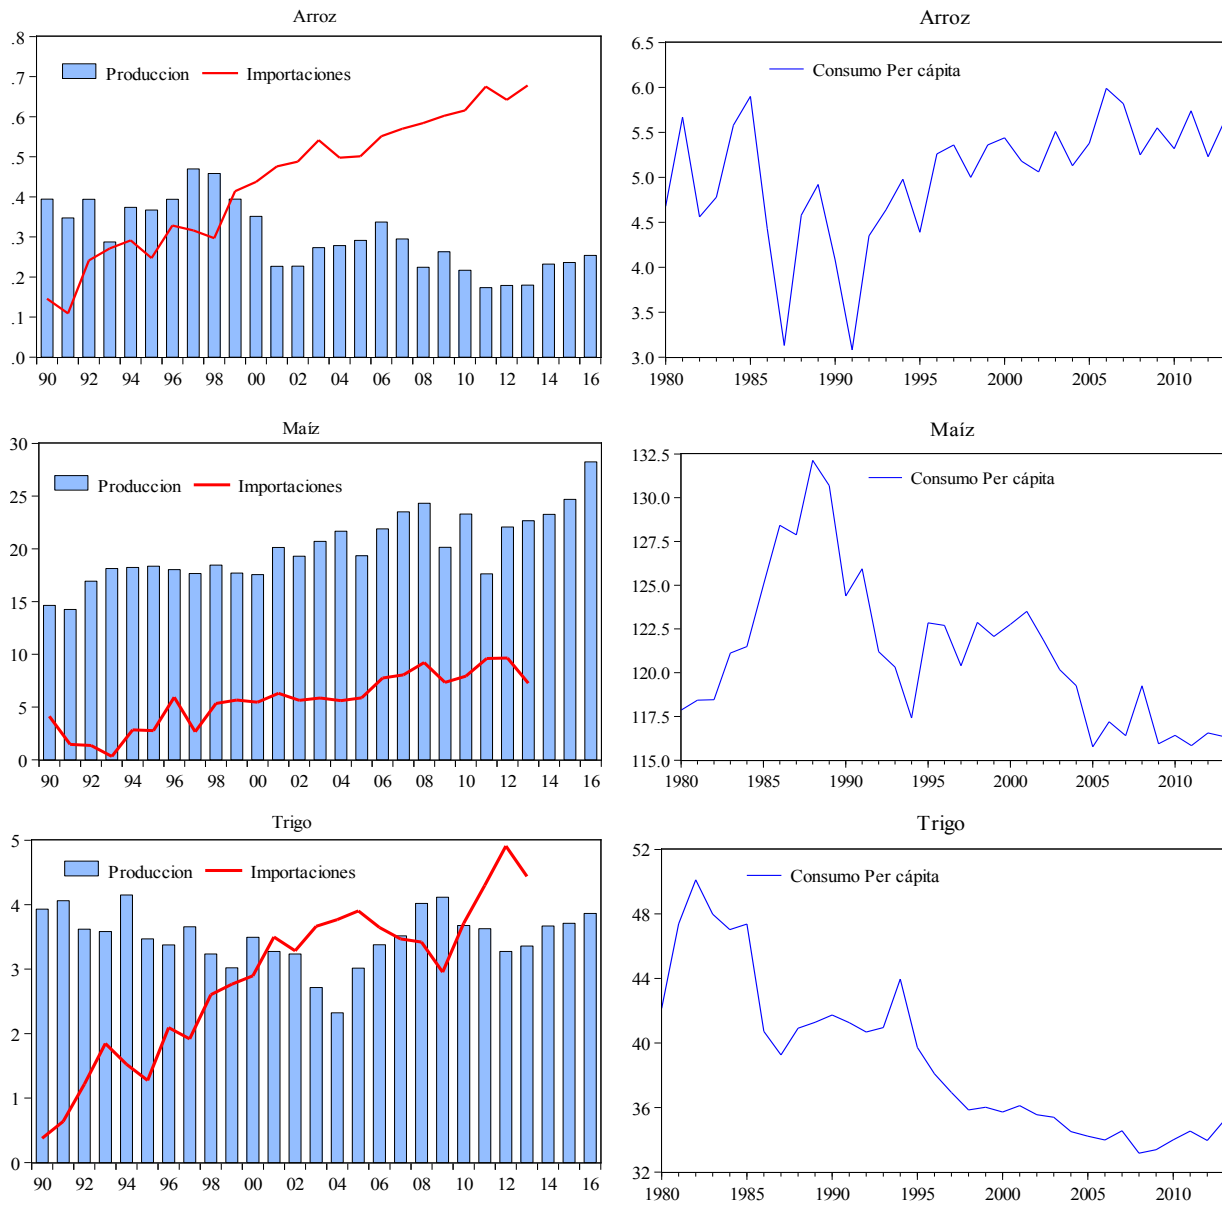 Arroz
.8
.7
.6
.5
.4
.3
.2
.1
.0
Produccion Importaciones
90 92 94 96 98 00 02 04 06 08 10 12 14 16
Arroz
6.5
6.0
5.5
5.0
4.5
4.0
3.5
3.0
Consumo Per cápita
1980 1985 1990 1995 2000 2005 2010
Maíz
30
25
20
15
10
5
0
Produccion Importaciones
90 92 94 96 98 00 02 04 06 08 10 12 14 16
Maíz
132.5
130.0
127.5
125.0
122.5
120.0
117.5
115.0
Consumo Per cápita
1980 1985 1990 1995 2000 2005 2010
Trigo
5
4
3
2
1
0
Produccion Importaciones
90 92 94 96 98 00 02 04 06 08 10 12 14 16
Trigo
52
48
44
40
36
32
Consumo Per cápita
1980 1985 1990 1995 2000 2005 2010